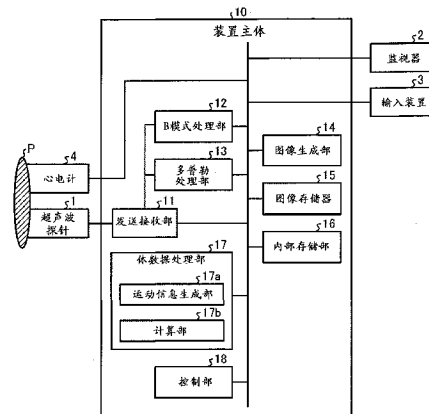 10
装置主体
2
监视器
3
输入装置
12
B模式处理部
14
图像生成部
P
4
心电计
13
多普勒
处理部
15
图像存储器
1
超声波
探针
11
发送接收部
16
内部存储部
17
体数据处理部
17a
运动信息生成部
17b
计算部
18
控制部